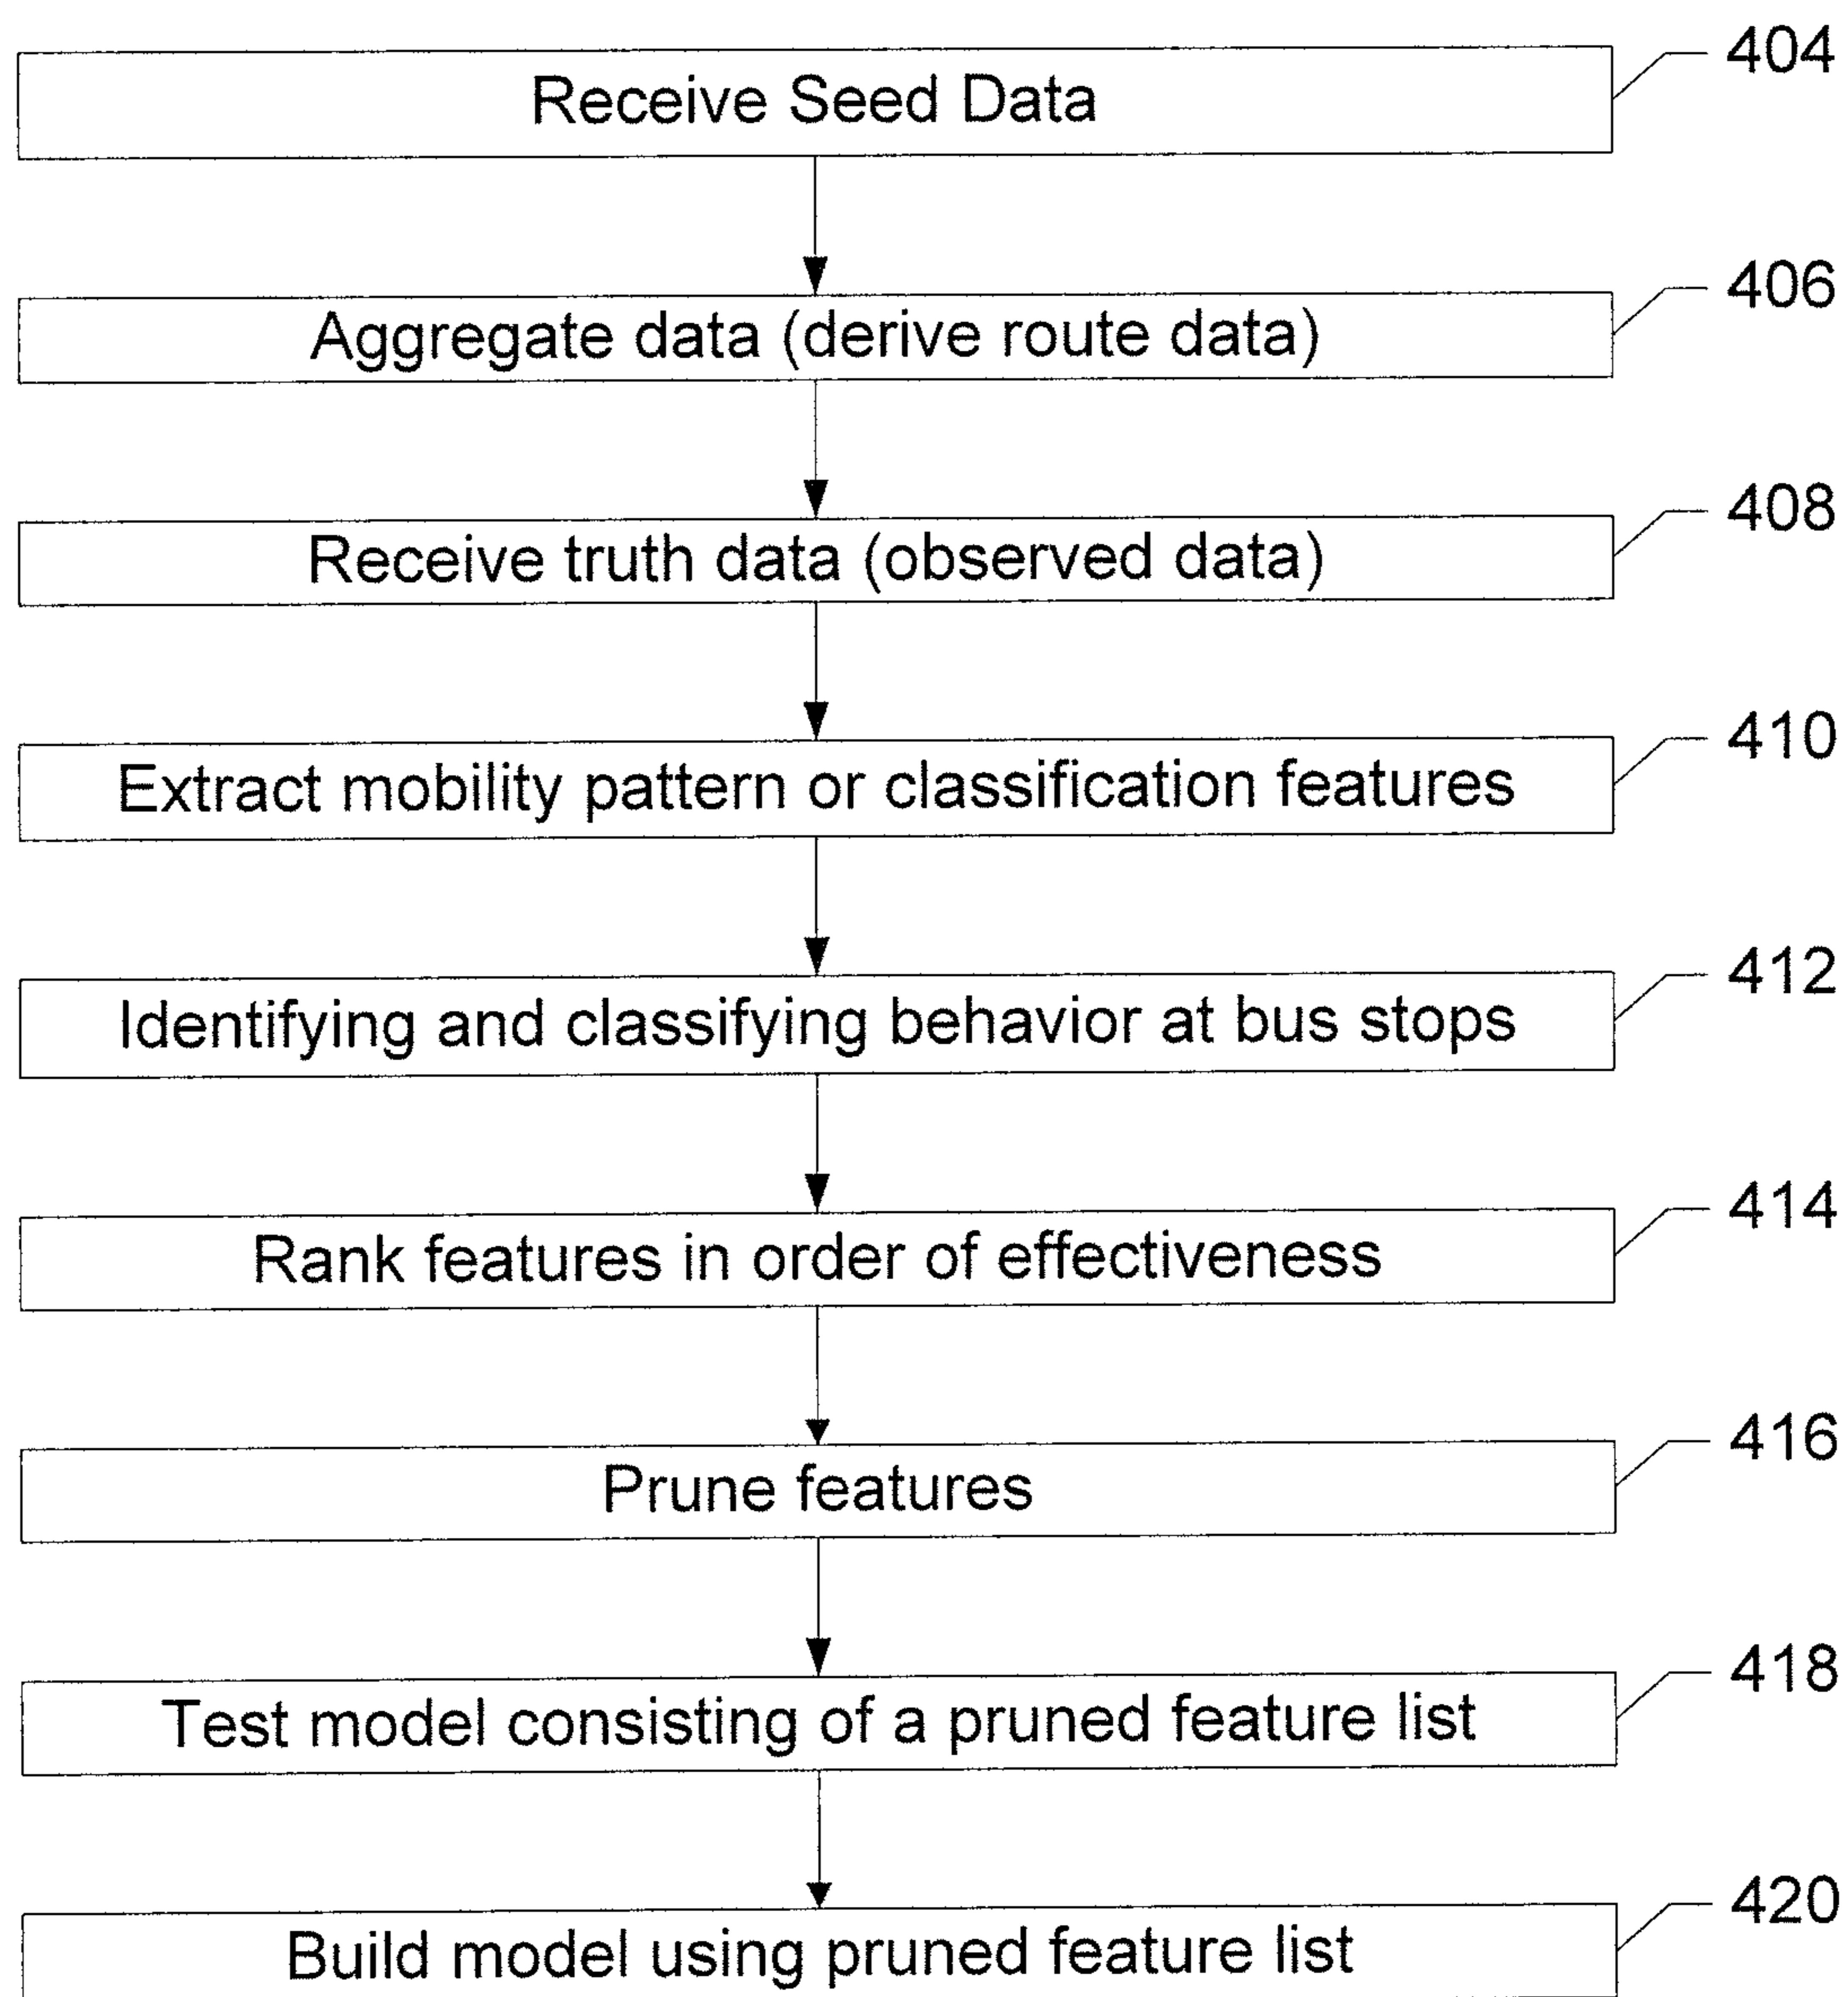 Receive Seed Data
404
Aggregate data (derive route data)
406
Receive truth data (observed data)
408
Extract mobility pattern or classification features
410
Identifying and classifying behavior at bus stops
412
Rank features in order of effectiveness
414
Prune features
416
Test model consisting of a pruned feature list
418
Build model using pruned feature list
420